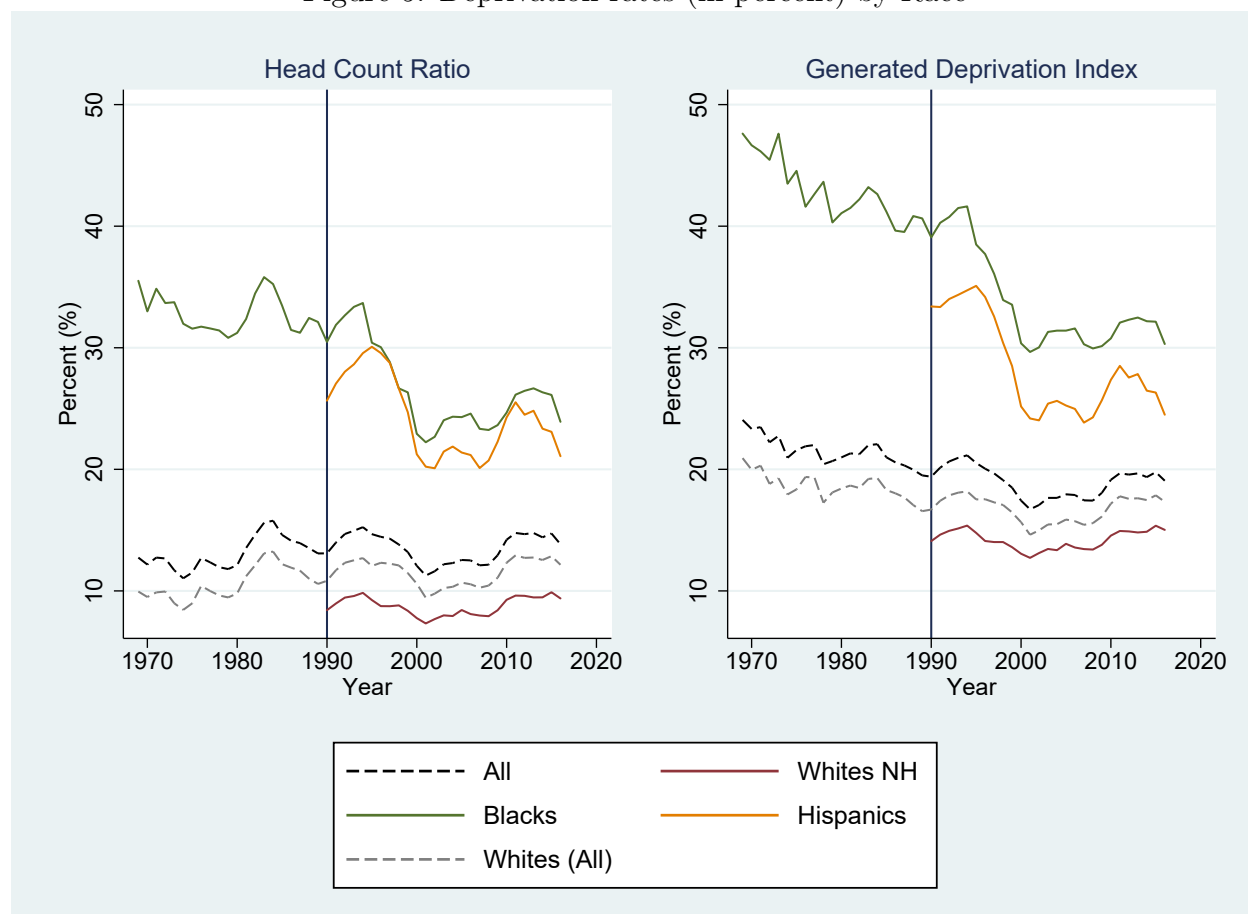 Head Count Ratio
Percent (%)
50
40
30
20
10
1970 1980 1990 2000 2010 2020
Year
Generated Deprivation Index
Percent (%)
50
40
30
20
10
1970 1980 1990 2000 2010 2020
Year
All Whites NH
Blacks Hispanics
Whites (All)